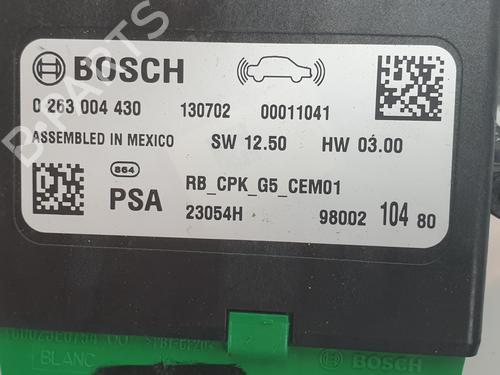 BOSCH
0 263 004 430 130702 00011041
ASSEMBLED IN MEXICO SW 12.50 HW 03.00
864
PSA RB_CPK_G5_CEM01
23054H 98002 104 80
BLANC
BOSCH
B-PARTS